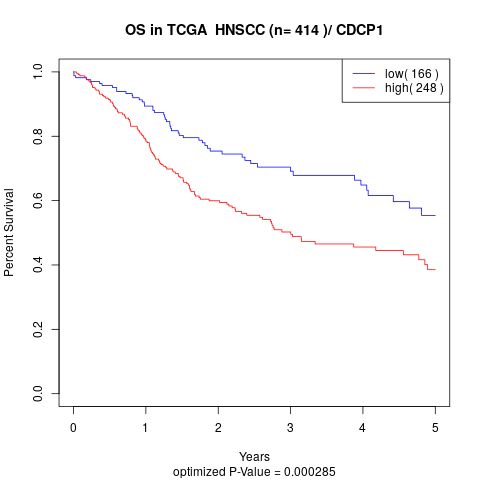 OS in TCGA  HNSCC (n= 414 )/ CDCP1
low( 166 )
high( 248 )
Percent Survival
1.0
0.8
0.6
0.4
0.2
0.0
0 1 2 3 4 5
Years
optimized P-Value = 0.000285